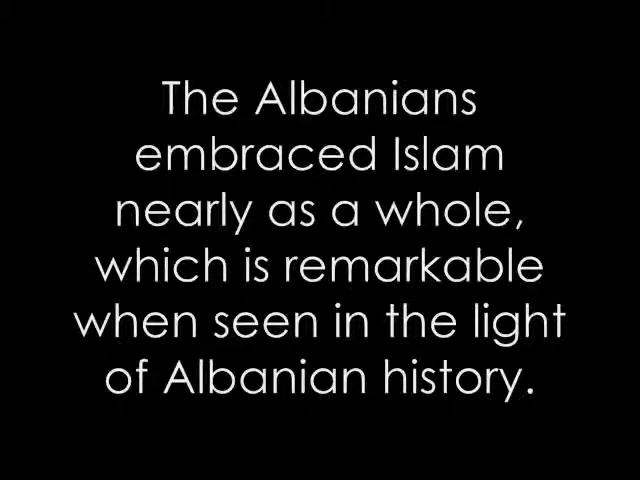 The Albanians
embraced Islam
nearly as a whole,
which is remarkable
when seen in the light
of Albanian history.